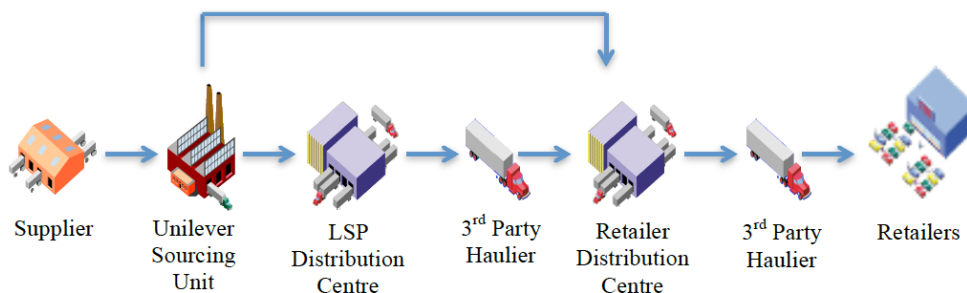 Supplier
Unilever
Sourcing
Unit
LSP
Distribution
Centre
3rd Party
Haulier
Retailer
Distribution
Centre
3rd Party
Haulier
Retailers